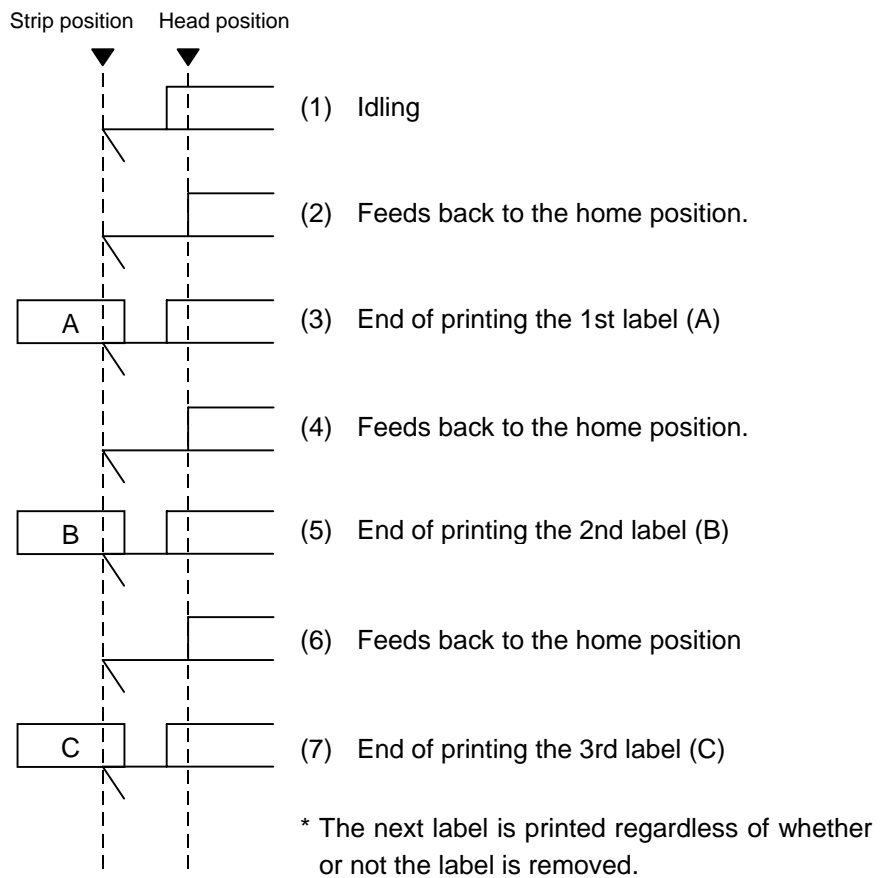 Strip position Head position
(1) Idling
(2) Feeds back to the home position.
A
(3) End of printing the 1st label (A)
(4) Feeds back to the home position.
B
(5) End of printing the 2nd label (B)
(6) Feeds back to the home position
C
(7) End of printing the 3rd label (C)
* The next label is printed regardless of whether
or not the label is removed.